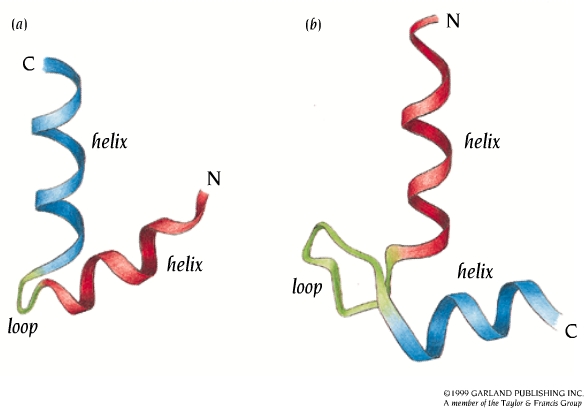 (a)
C
helix
N
helix
loop
(b)
N
helix
helix
loop
C
©1999 GARLAND PUBLISHING INC.
A member of the Taylor & Francis Group